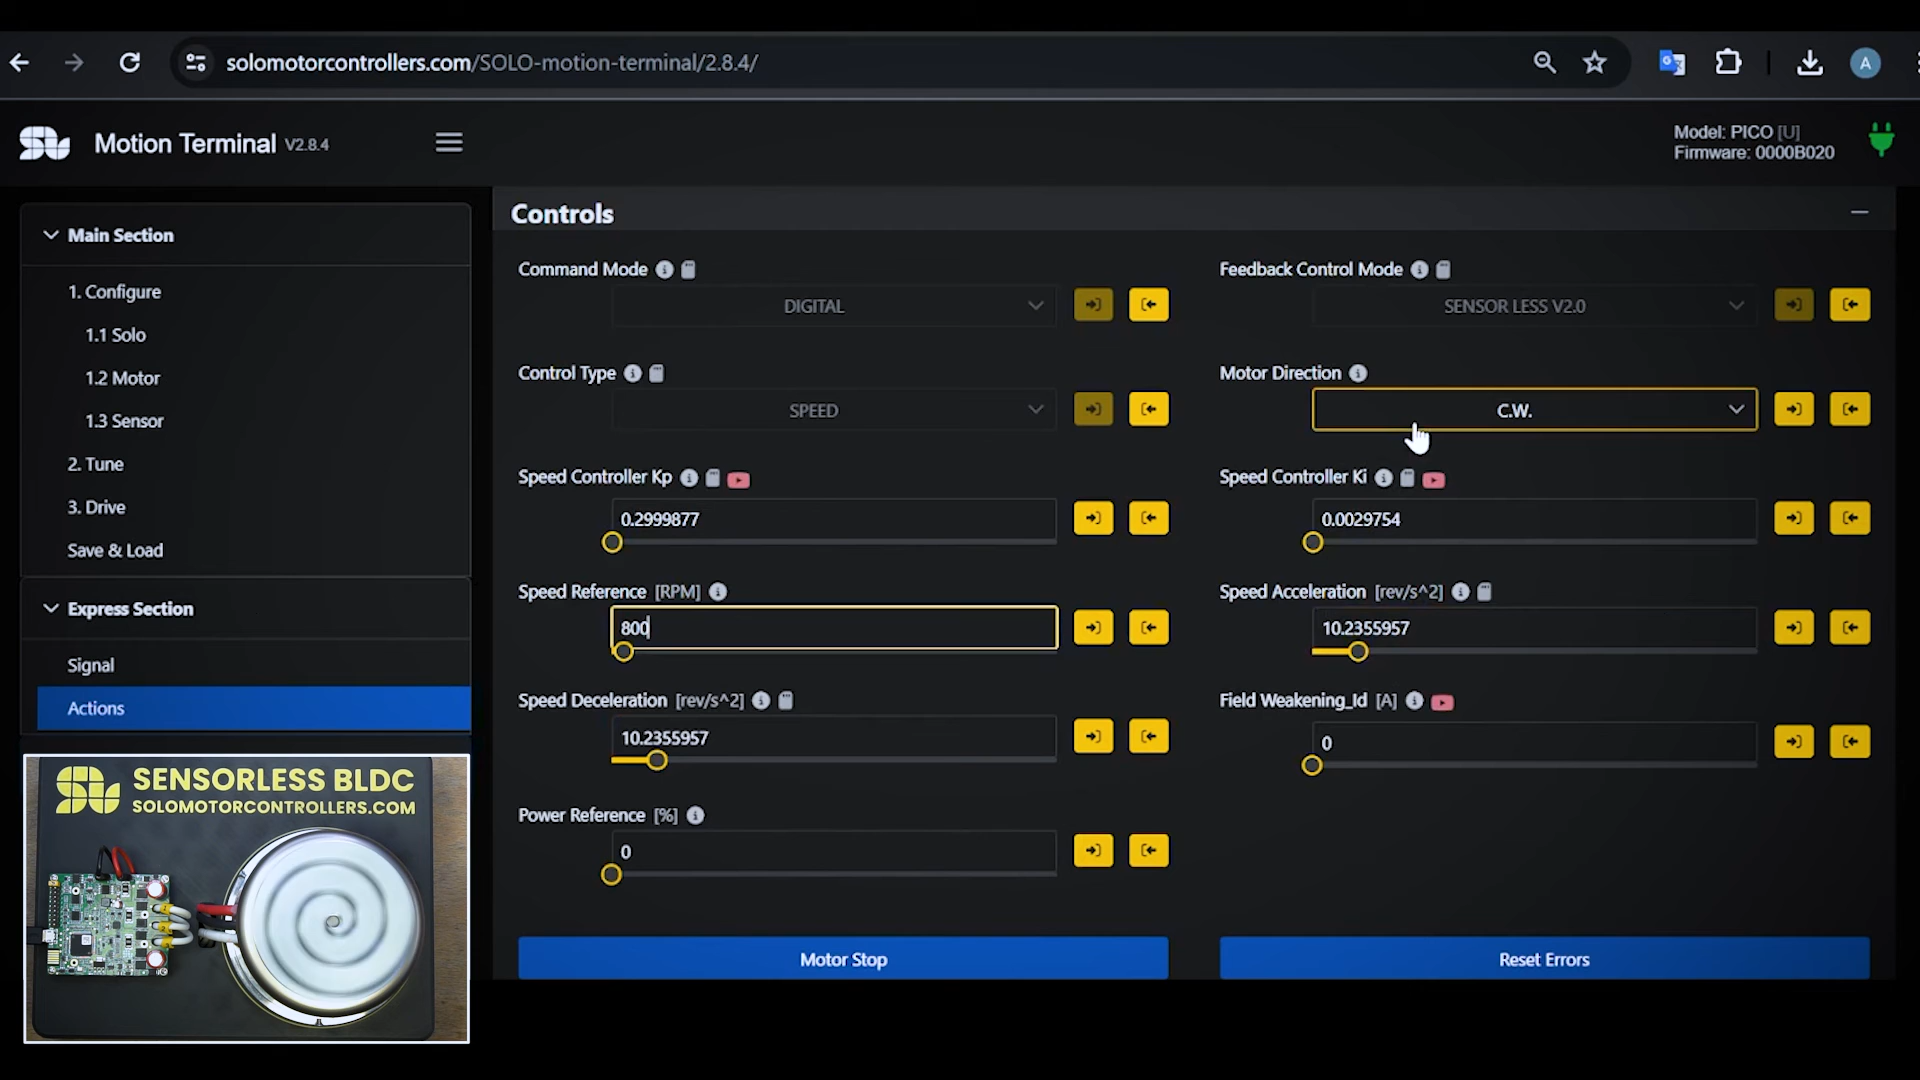 solomotorcontrollers.com/SOLO-motion-terminal/2.8.4/
A
Motion Terminal V2.8.4
Model: PICO [U]
Firmware: 0000B020
Main Section
1. Configure
1.1 Solo
1.2 Motor
1.3 Sensor
2. Tune
3. Drive
Save & Load
Express Section
Signal
Actions
Controls
Command Mode
DIGITAL
Feedback Control Mode
SENSOR LESS V2.0
Control Type
SPEED
Motor Direction
C.W.
Speed Controller Kp
0.2999877
Speed Controller Ki
0.0029754
Speed Reference [RPM]
800
Speed Acceleration [rev/s^2]
10.2355957
Speed Deceleration [rev/s^2]
10.2355957
Field Weakening_Id [A]
0
Power Reference [%]
0
Motor Stop
Reset Errors
SENSORLESS BLDC
SOLOMOTORCONTROLLERS.COM